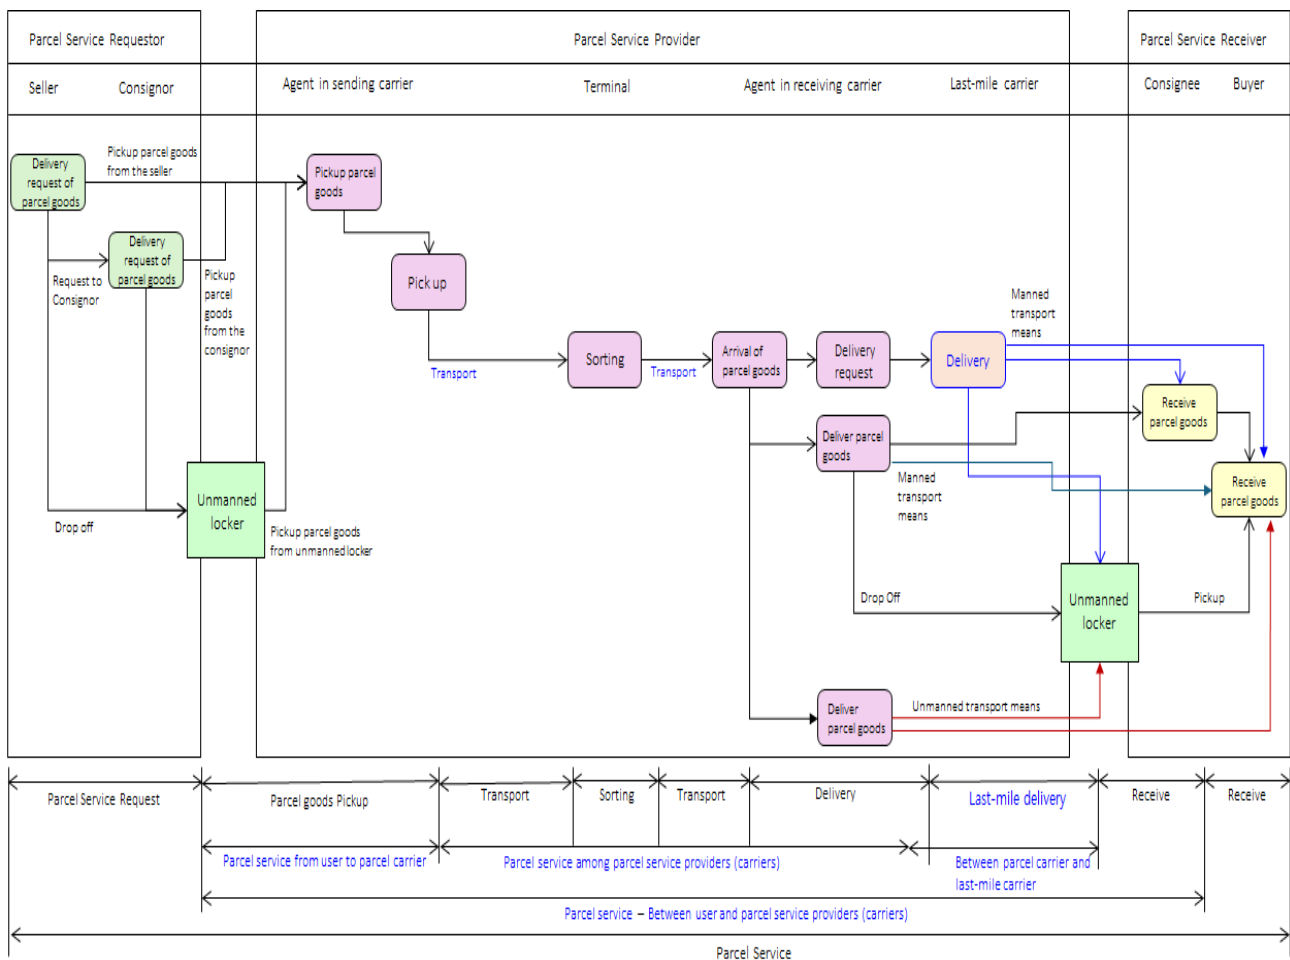 Parcel Service Requestor
Parcel Service Provider
Parcel Service Receiver
Seller
Consignor
Agent in sending carrier
Terminal
Agent in receiving carrier
Last-mile carrier
Consignee
Buyer
Delivery
request of
parcel goods
Pickup parcel goods
from the seller
Pickup parcel
goods
Delivery
request of
parcel goods
Request to
Consignor
Pickup
parcel
goods
from the
consignor
Pick up
Transport
Sorting
Transport
Arrival of
parcel goods
Delivery
request
Delivery
Manned
transport
means
Receive
parcel goods
Deliver parcel
goods
Manned
transport
means
Receive
parcel goods
Unmanned
locker
Drop off
Pickup parcel goods
from unmanned locker
Drop Off
Unmanned
locker
Pickup
Deliver
parcel goods
Unmanned transport means
Parcel Service Request
Parcel goods Pickup
Transport
Sorting
Transport
Delivery
Last-mile delivery
Receive
Receive
Parcel service from user to parcel carrier
Parcel service among parcel service providers (carriers)
Between parcel carrier and
last-mile carrier
Parcel service – Between user and parcel service providers (carriers)
Parcel Service